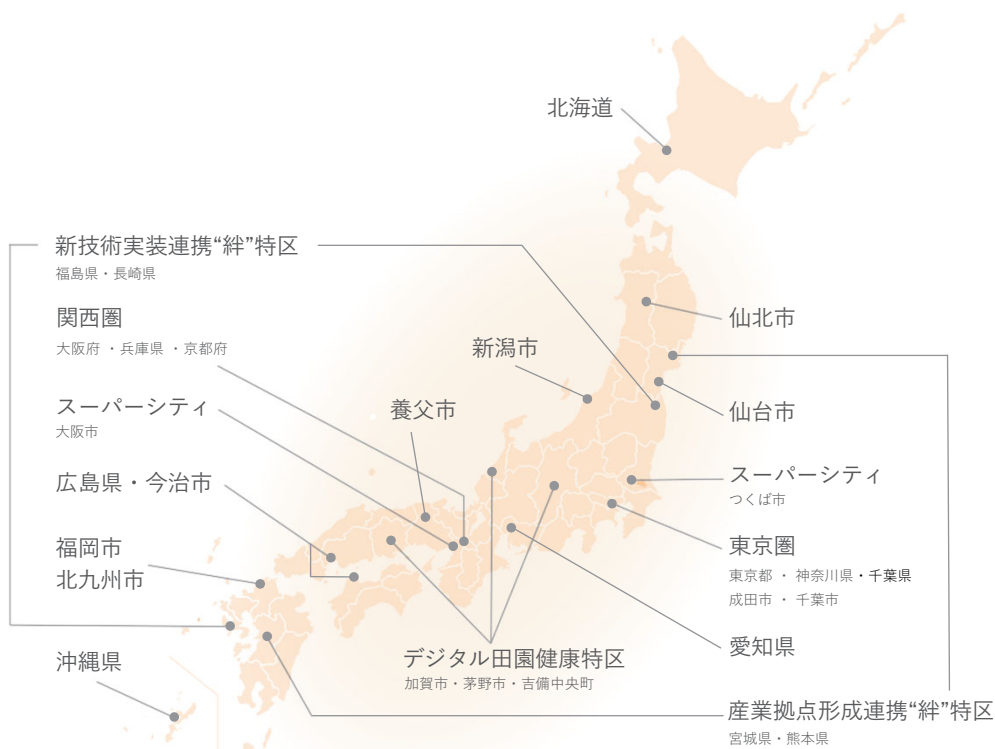 北海道
新技術実装連携“絆”特区
福島県・長崎県
関西圏
大阪府 ・兵庫県 ・京都府
仙北市
新潟市
スーパーシティ
大阪市
養父市
仙台市
広島県・今治市
スーパーシティ
つくば市
福岡市
北九州市
東京圏
東京都 ・ 神奈川県・千葉県
成田市 ・ 千葉市
沖縄県
デジタル田園健康特区
加賀市・茅野市・吉備中央町
愛知県
産業拠点形成連携“絆”特区
宮城県・熊本県